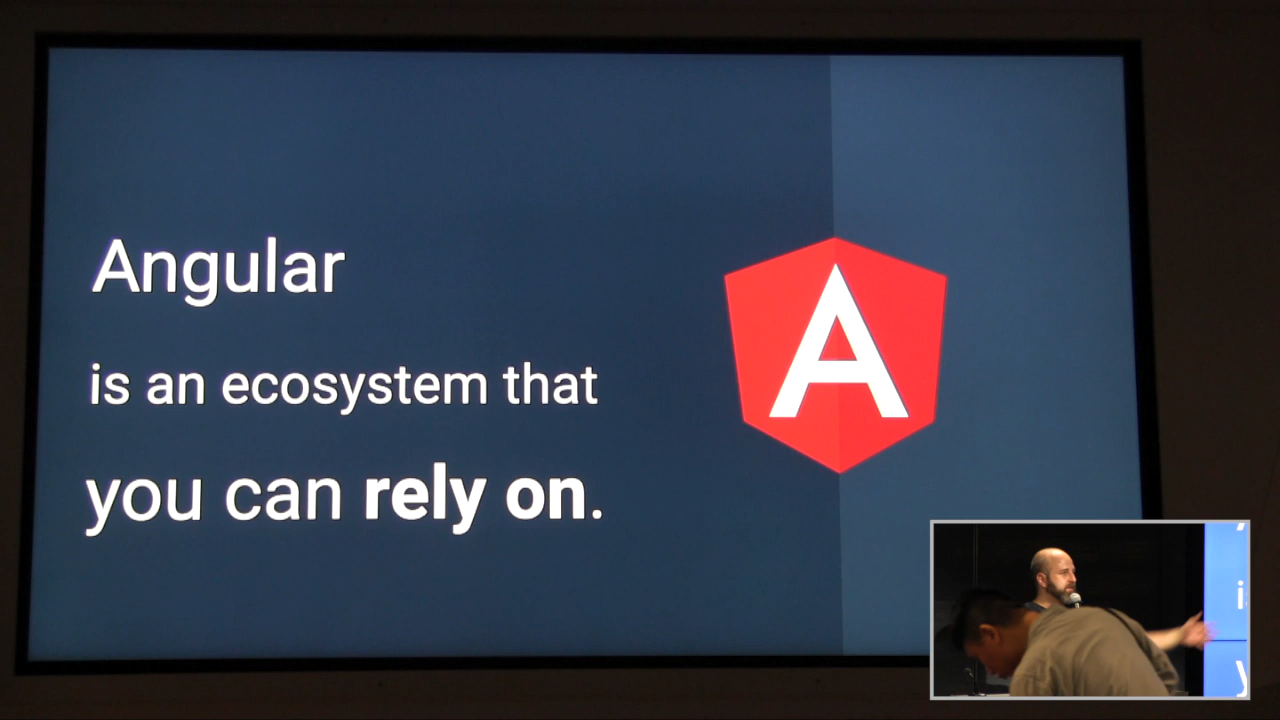 Angular
is an ecosystem that
you can rely on.
A
i
y